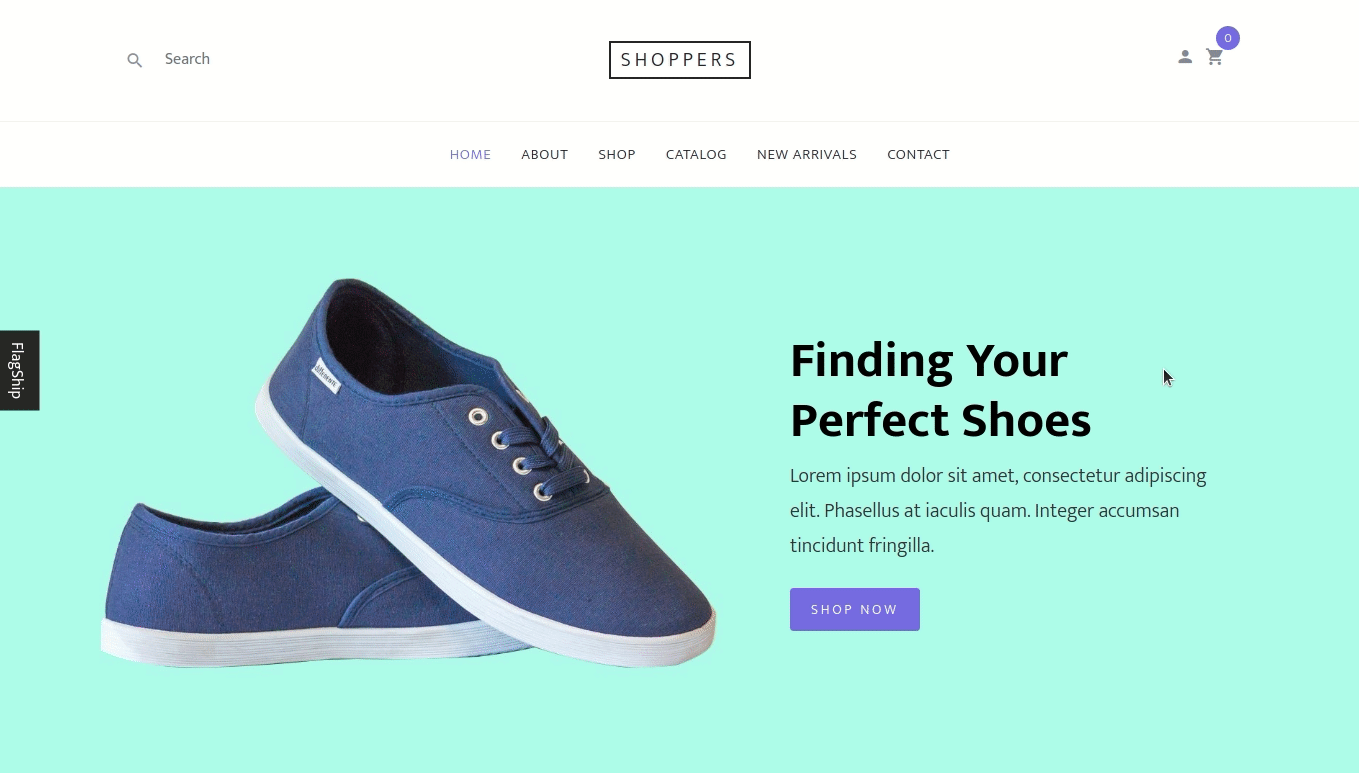 Search
SHOPPERS
0
HOME ABOUT SHOP CATALOG NEW ARRIVALS CONTACT
FlagShip
Finding Your
Perfect Shoes
Lorem ipsum dolor sit amet, consectetur adipiscing
elit. Phasellus at iaculis quam. Integer accumsan
tincidunt fringilla.
SHOP NOW